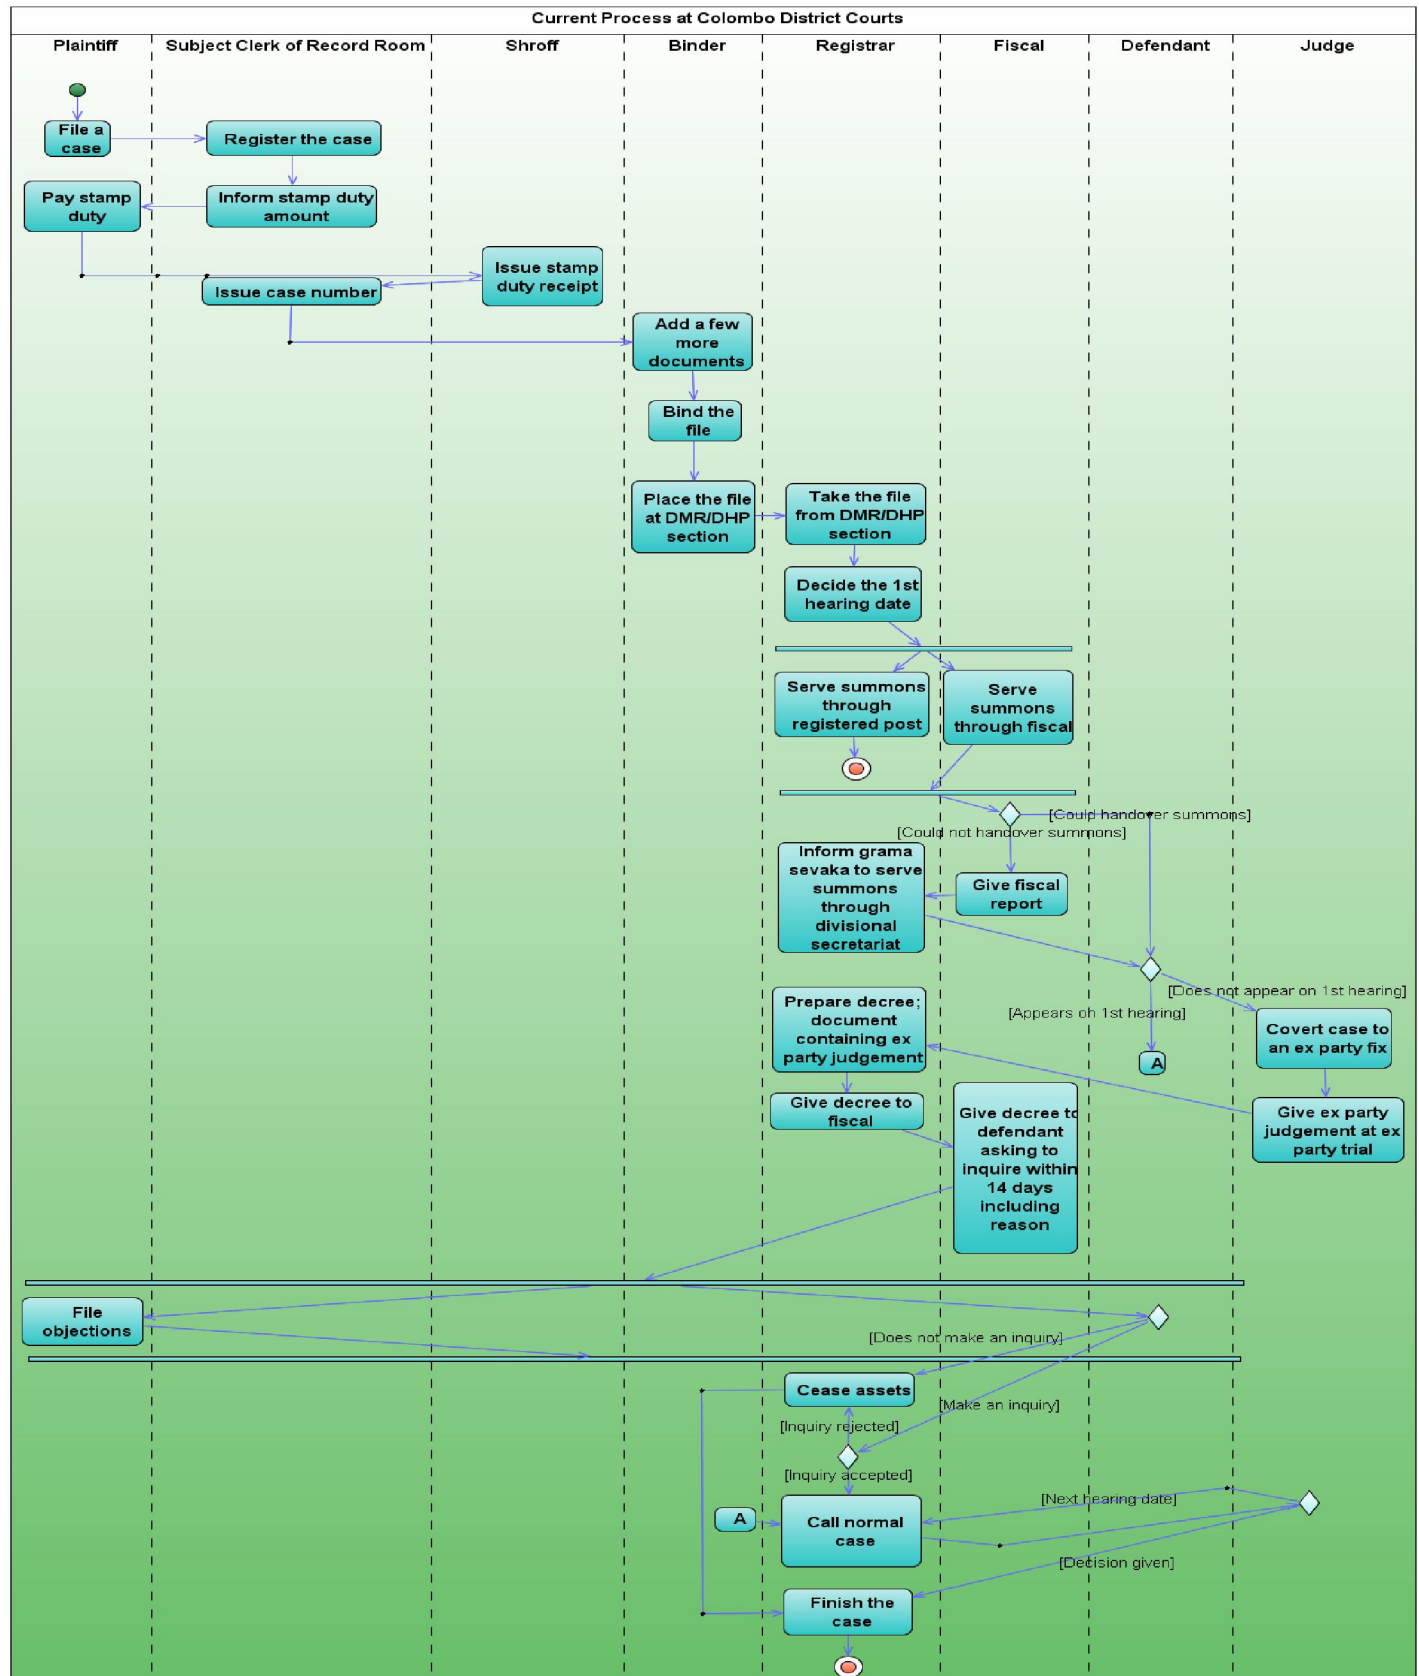 Current Process at Colombo District Courts
Plaintiff
Subject Clerk of Record Room
Shroff
Binder
Registrar
Fiscal
Defendant
Judge
File a
case
Register the case
Pay stamp
duty
Inform stamp duty
amount
Issue stamp
duty receipt
Issue case number
Add a few
more
documents
Bind the
file
Place the file
at DMR/DHP
section
Take the file
from DMR/DHP
section
Decide the 1st
hearing date
Serve summons
through
registered post
Serve
summons
through fiscal
[Could handover summons]
[Could not handover summons]
Inform grama
sevaka to serve
summons
through
divisional
secretariat
Give fiscal
report
[Does not appear on 1st hearing]
[Appears on 1st hearing]
Prepare decree;
document
containing ex
party judgement
Covert case to
an ex party fix
A
Give decree to
fiscal
Give decree to
defendant
asking to
inquire within
14 days
including
reason
Give ex party
judgement at ex
party trial
File
objections
[Does not make an inquiry]
Cease assets
[Make an inquiry]
[Inquiry rejected]
[Inquiry accepted]
[Next hearing date]
A
Call normal
case
[Decision given]
Finish the
case